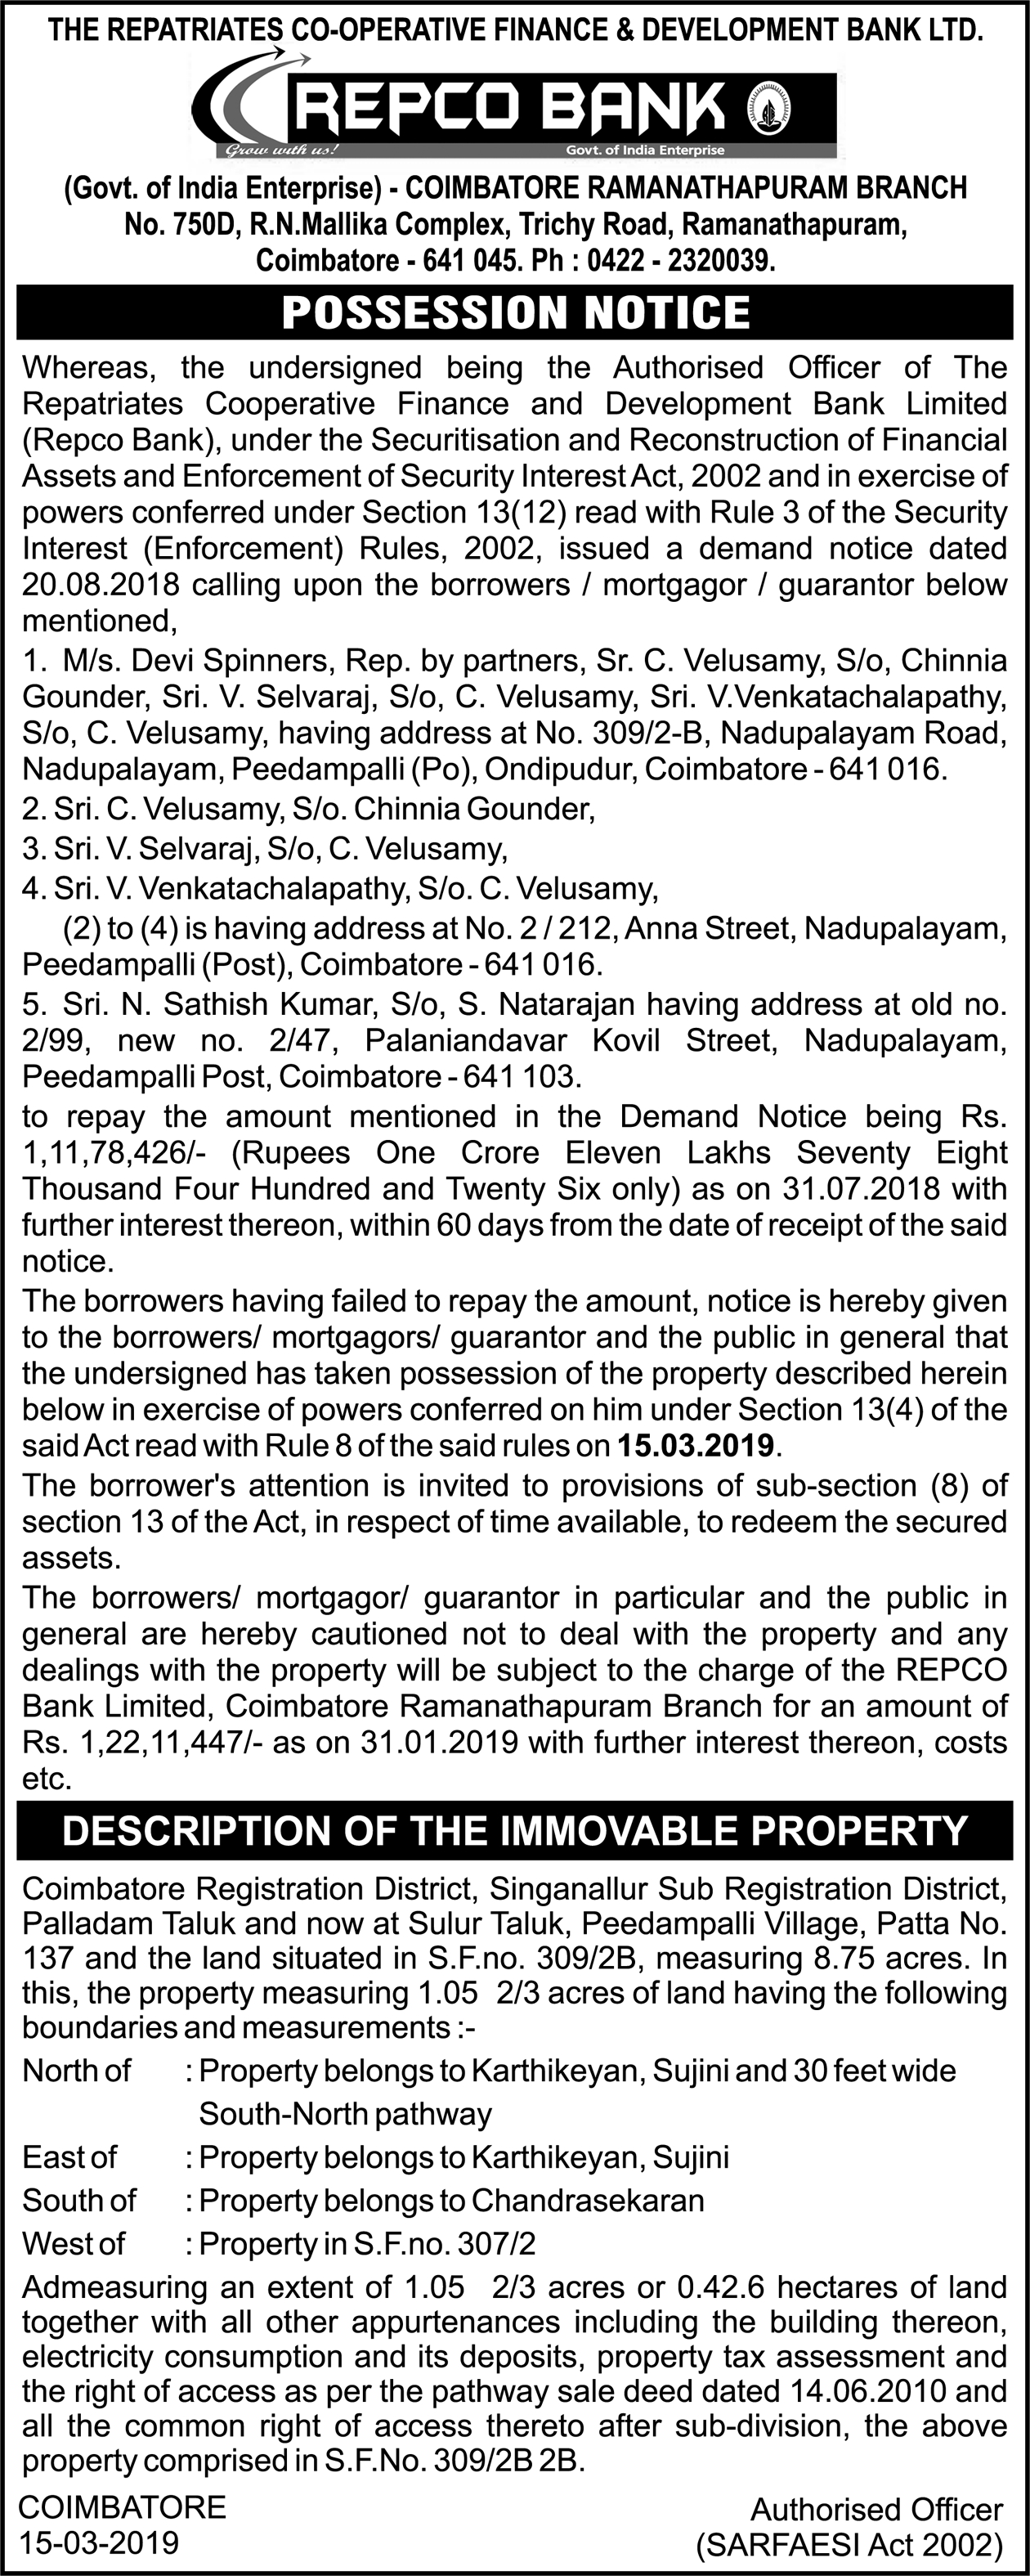 THE REPATRIATES CO-OPERATIVE FINANCE & DEVELOPMENT BANK LTD.
REPCO BANK
Grow with us!
Govt. of India Enterprise
(Govt. of India Enterprise) - COIMBATORE RAMANATHAPURAM BRANCH
No. 750D, R.N.Mallika Complex, Trichy Road, Ramanathapuram,
Coimbatore - 641 045. Ph : 0422 - 2320039.
POSSESSION NOTICE
Whereas, the undersigned being the Authorised Officer of The
Repatriates Cooperative Finance and Development Bank Limited
(Repco Bank), under the Securitisation and Reconstruction of Financial
Assets and Enforcement of Security Interest Act, 2002 and in exercise of
powers conferred under Section 13(12) read with Rule 3 of the Security
Interest (Enforcement) Rules, 2002, issued a demand notice dated
20.08.2018 calling upon the borrowers / mortgagor / guarantor below
mentioned,
1. M/s. Devi Spinners, Rep. by partners, Sr. C. Velusamy, S/o, Chinnia
Gounder, Sri. V. Selvaraj, S/o, C. Velusamy, Sri. V.Venkatachalapathy,
S/o, C. Velusamy, having address at No. 309/2-B, Nadupalayam Road,
Nadupalayam, Peedampalli (Po), Ondipudur, Coimbatore - 641 016.
2. Sri. C. Velusamy, S/o. Chinnia Gounder,
3. Sri. V. Selvaraj, S/o, C. Velusamy,
4. Sri. V. Venkatachalapathy, S/o. C. Velusamy,
(2) to (4) is having address at No. 2 / 212, Anna Street, Nadupalayam,
Peedampalli (Post), Coimbatore - 641 016.
5. Sri. N. Sathish Kumar, S/o, S. Natarajan having address at old no.
2/99, new no. 2/47, Palaniandavar Kovil Street, Nadupalayam,
Peedampalli Post, Coimbatore - 641 103.
to repay the amount mentioned in the Demand Notice being Rs.
1,11,78,426/- (Rupees One Crore Eleven Lakhs Seventy Eight
Thousand Four Hundred and Twenty Six only) as on 31.07.2018 with
further interest thereon, within 60 days from the date of receipt of the said
notice.
The borrowers having failed to repay the amount, notice is hereby given
to the borrowers/ mortgagors/ guarantor and the public in general that
the undersigned has taken possession of the property described herein
below in exercise of powers conferred on him under Section 13(4) of the
said Act read with Rule 8 of the said rules on 15.03.2019.
The borrower's attention is invited to provisions of sub-section (8) of
section 13 of the Act, in respect of time available, to redeem the secured
assets.
The borrowers/ mortgagor/ guarantor in particular and the public in
general are hereby cautioned not to deal with the property and any
dealings with the property will be subject to the charge of the REPCO
Bank Limited, Coimbatore Ramanathapuram Branch for an amount of
Rs. 1,22,11,447/- as on 31.01.2019 with further interest thereon, costs
etc.
DESCRIPTION OF THE IMMOVABLE PROPERTY
Coimbatore Registration District, Singanallur Sub Registration District,
Palladam Taluk and now at Sulur Taluk, Peedampalli Village, Patta No.
137 and the land situated in S.F.no. 309/2B, measuring 8.75 acres. In
this, the property measuring 1.05 2/3 acres of land having the following
boundaries and measurements :-
North of : Property belongs to Karthikeyan, Sujini and 30 feet wide
South-North pathway
East of : Property belongs to Karthikeyan, Sujini
South of : Property belongs to Chandrasekaran
West of : Property in S.F.no. 307/2
Admeasuring an extent of 1.05 2/3 acres or 0.42.6 hectares of land
together with all other appurtenances including the building thereon,
electricity consumption and its deposits, property tax assessment and
the right of access as per the pathway sale deed dated 14.06.2010 and
all the common right of access thereto after sub-division, the above
property comprised in S.F.No. 309/2B 2B.
COIMBATORE
15-03-2019
Authorised Officer
(SARFAESI Act 2002)